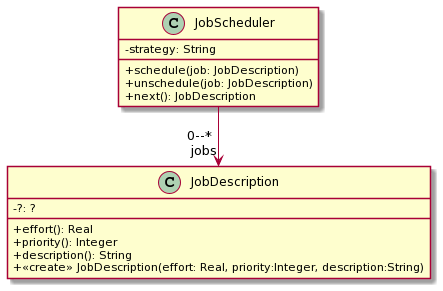 C JobScheduler
-strategy: String
+schedule(job: JobDescription)
+unschedule(job: JobDescription)
+next(): JobDescription
0--*
jobs
C JobDescription
-?: ?
+effort(): Real
+priority(): Integer
+description(): String
+«create» JobDescription(effort: Real, priority:Integer, description:String)